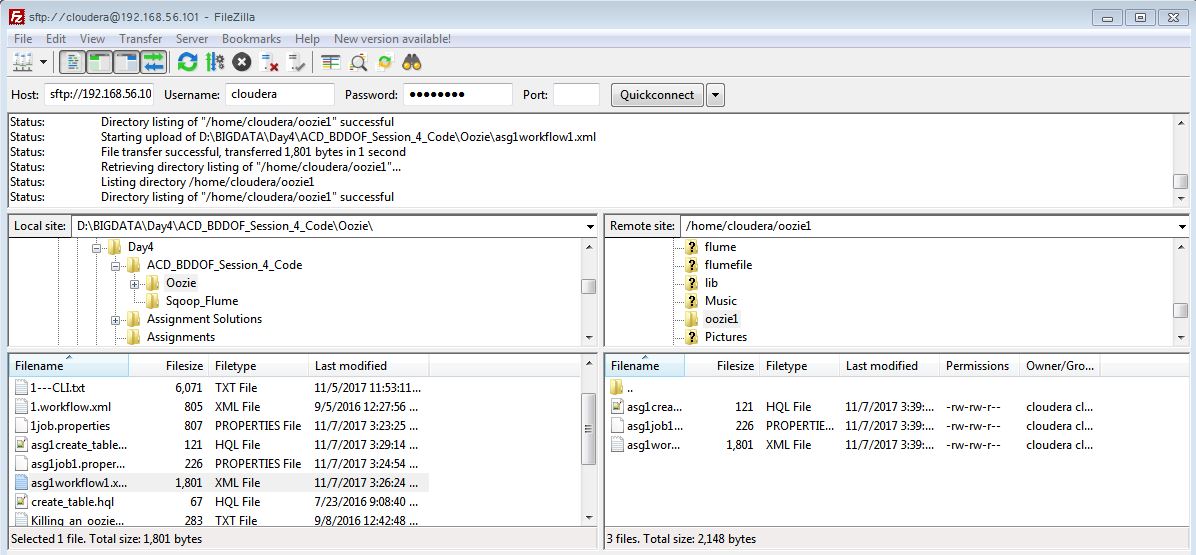 sftp://cloudera@192.168.56.101 - FileZilla
File Edit View Transfer Server Bookmarks Help New version available!
Host: sftp://192.168.56.10 Username: cloudera Password: ●●●●●●●● Port: Quickconnect
Status: Directory listing of "/home/cloudera/oozie1" successful
Status: Starting upload of D:\BIGDATA\Day4\ACD_BDDOF_Session_4_Code\Oozie\asg1workflow1.xml
Status: File transfer successful, transferred 1,801 bytes in 1 second
Status: Retrieving directory listing of "/home/cloudera/oozie1"...
Status: Listing directory /home/cloudera/oozie1
Status: Directory listing of "/home/cloudera/oozie1" successful
Local site: D:\BIGDATA\Day4\ACD_BDDOF_Session_4_Code\Oozie\
Day4
ACD_BDDOF_Session_4_Code
Oozie
Sqoop_Flume
Assignment Solutions
Assignments
Filename Filesize Filetype Last modified
1---CLI.txt 6,071 TXT File 11/5/2017 11:53:11...
1.workflow.xml 805 XML File 9/5/2016 12:27:56 ...
1job.properties 807 PROPERTIES File 11/7/2017 3:23:25 ...
asg1create_table... 121 HQL File 11/7/2017 3:29:14 ...
asg1job1.proper... 226 PROPERTIES File 11/7/2017 3:24:54 ...
asg1workflow1.x... 1,801 XML File 11/7/2017 3:26:24 ...
create_table.hql 67 HQL File 7/23/2016 9:08:40 ...
Killing_an_oozie... 283 TXT File 9/8/2016 12:42:48 ...
Selected 1 file. Total size: 1,801 bytes
Remote site: /home/cloudera/oozie1
flume
flumefile
lib
Music
oozie1
Pictures
Filename Filesize Filetype Last modified Permissions Owner/Gro...
..
asg1crea... 121 HQL File 11/7/2017 3:39:... -rw-rw-r-- cloudera cl...
asg1job1... 226 PROPERTIE... 11/7/2017 3:39:... -rw-rw-r-- cloudera cl...
asg1wor... 1,801 XML File 11/7/2017 3:39:... -rw-rw-r-- cloudera cl...
3 files. Total size: 2,148 bytes